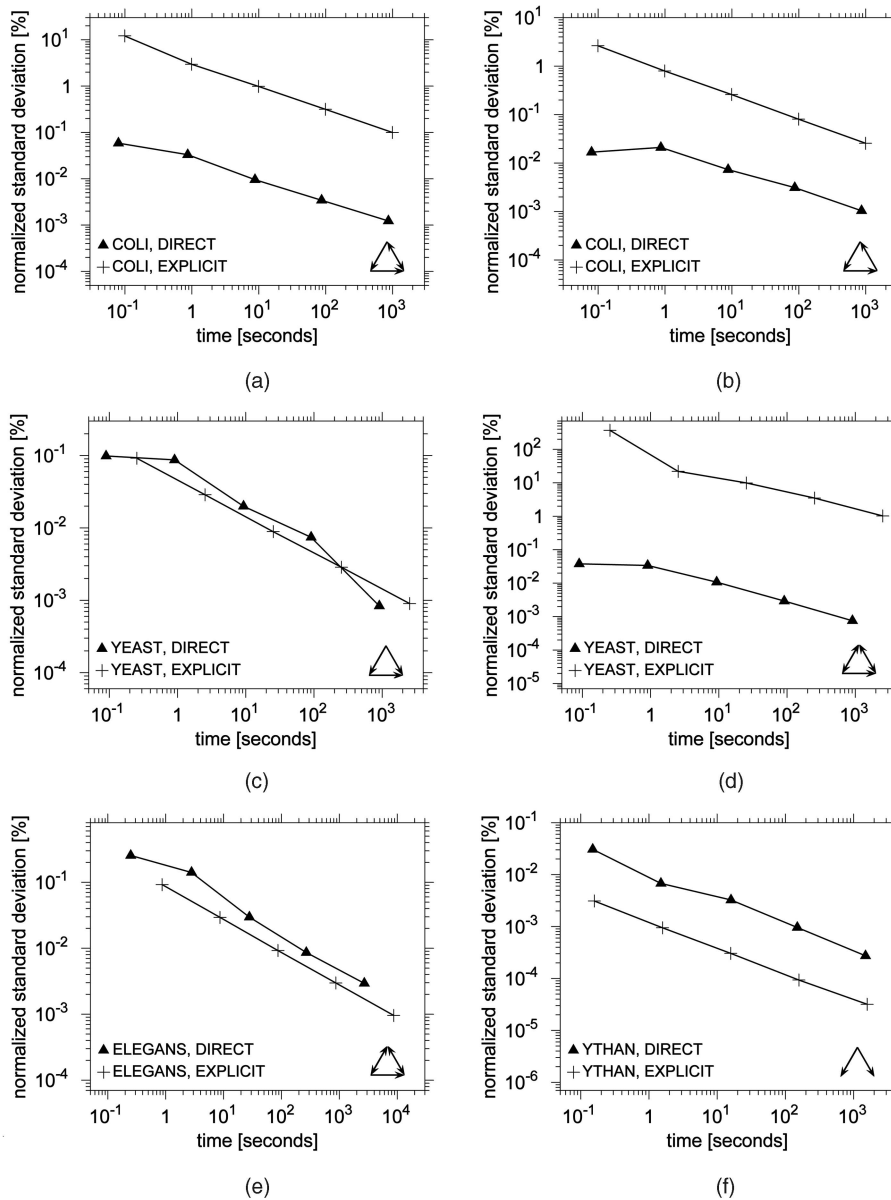 normalized standard deviation [%]
10^1
1
10^-1
10^-2
10^-3
10^-4
COLI, DIRECT
COLI, EXPLICIT
10^-1 1 10^1 10^2 10^3
time [seconds]
(a)
normalized standard deviation [%]
10^1
1
10^-1
10^-2
10^-3
10^-4
COLI, DIRECT
COLI, EXPLICIT
10^-1 1 10^1 10^2 10^3
time [seconds]
(b)
normalized standard deviation [%]
10^-1
10^-2
10^-3
10^-4
YEAST, DIRECT
YEAST, EXPLICIT
10^-1 1 10^1 10^2 10^3
time [seconds]
(c)
normalized standard deviation [%]
10^2
10^1
1
10^-1
10^-2
10^-3
10^-4
10^-5
YEAST, DIRECT
YEAST, EXPLICIT
10^-1 1 10^1 10^2 10^3
time [seconds]
(d)
normalized standard deviation [%]
10^-1
10^-2
10^-3
10^-4
ELEGANS, DIRECT
ELEGANS, EXPLICIT
10^-1 1 10^1 10^2 10^3 10^4
time [seconds]
(e)
normalized standard deviation [%]
10^-1
10^-2
10^-3
10^-4
10^-5
10^-6
YTHAN, DIRECT
YTHAN, EXPLICIT
10^-1 1 10^1 10^2 10^3
time [seconds]
(f)